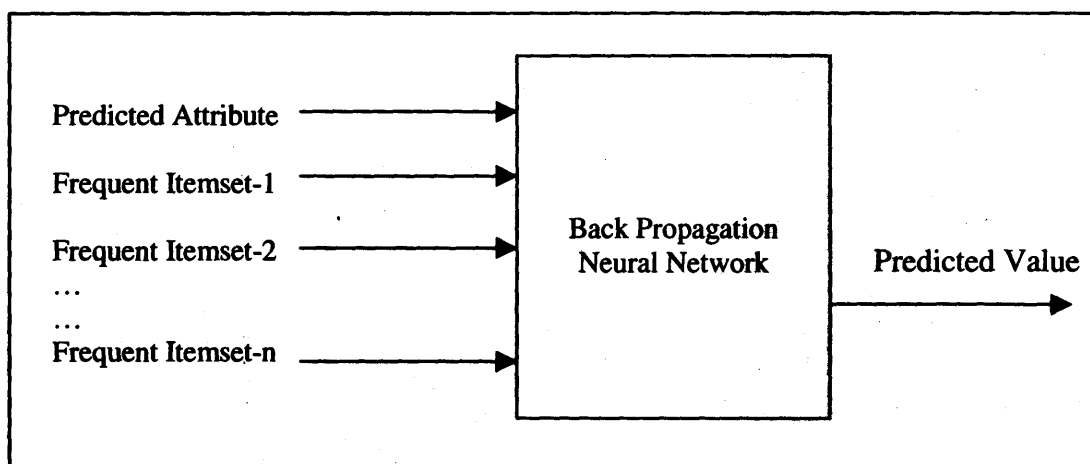 Predicted Attribute
Frequent Itemset-1
Frequent Itemset-2
...
...
Frequent Itemset-n
Back Propagation
Neural Network
Predicted Value